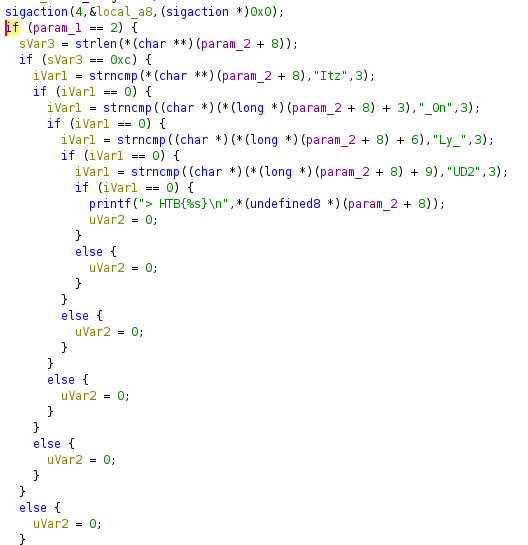 sigaction(4,&local_a8,(sigaction *)0x0);
if (param_1 == 2) {
sVar3 = strlen(*(char **)(param_2 + 8));
if (sVar3 == 0xc) {
iVar1 = strncmp(*(char **)(param_2 + 8),"Itz",3);
if (iVar1 == 0) {
iVar1 = strncmp((char *)(*(long *)(param_2 + 8) + 3),"_0n",3);
if (iVar1 == 0) {
iVar1 = strncmp((char *)(*(long *)(param_2 + 8) + 6),"Ly_",3);
if (iVar1 == 0) {
iVar1 = strncmp((char *)(*(long *)(param_2 + 8) + 9),"UD2",3);
if (iVar1 == 0) {
printf("> HTB{%s}\n",*(undefined8 *)(param_2 + 8));
uVar2 = 0;
}
else {
uVar2 = 0;
}
}
else {
uVar2 = 0;
}
}
else {
uVar2 = 0;
}
}
else {
uVar2 = 0;
}
}
else {
uVar2 = 0;
}